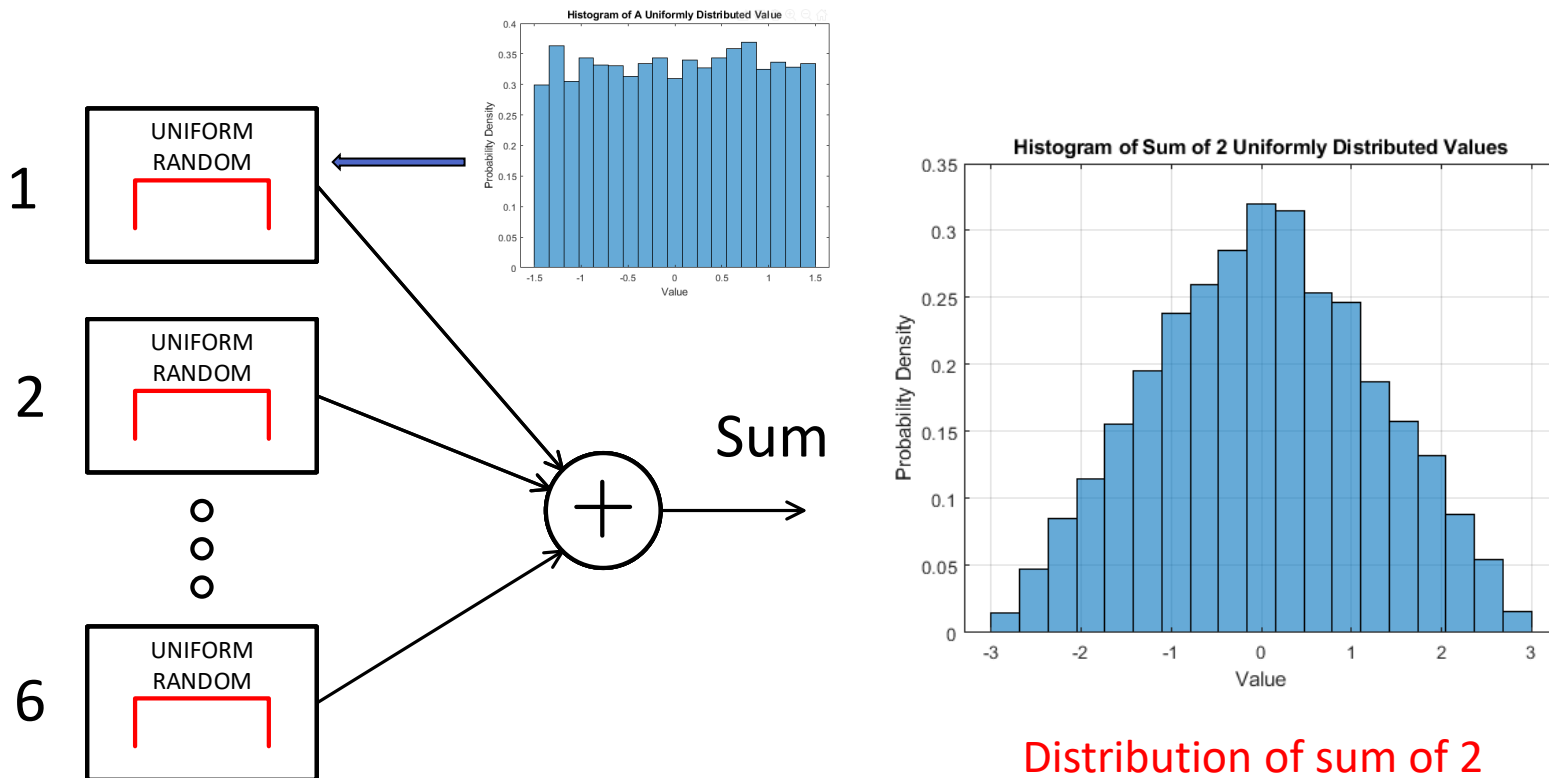 Histogram of A Uniformly Distributed Value
0.4
0.35
0.3
0.25
0.2
0.15
0.1
0.05
0
Probability Density
-1.5 -1 -0.5 0 0.5 1 1.5
Value
1
UNIFORM
RANDOM
2
UNIFORM
RANDOM
6
UNIFORM
RANDOM
+
Sum
Histogram of Sum of 2 Uniformly Distributed Values
0.35
0.3
0.25
0.2
0.15
0.1
0.05
0
Probability Density
-3 -2 -1 0 1 2 3
Value
Distribution of sum of 2